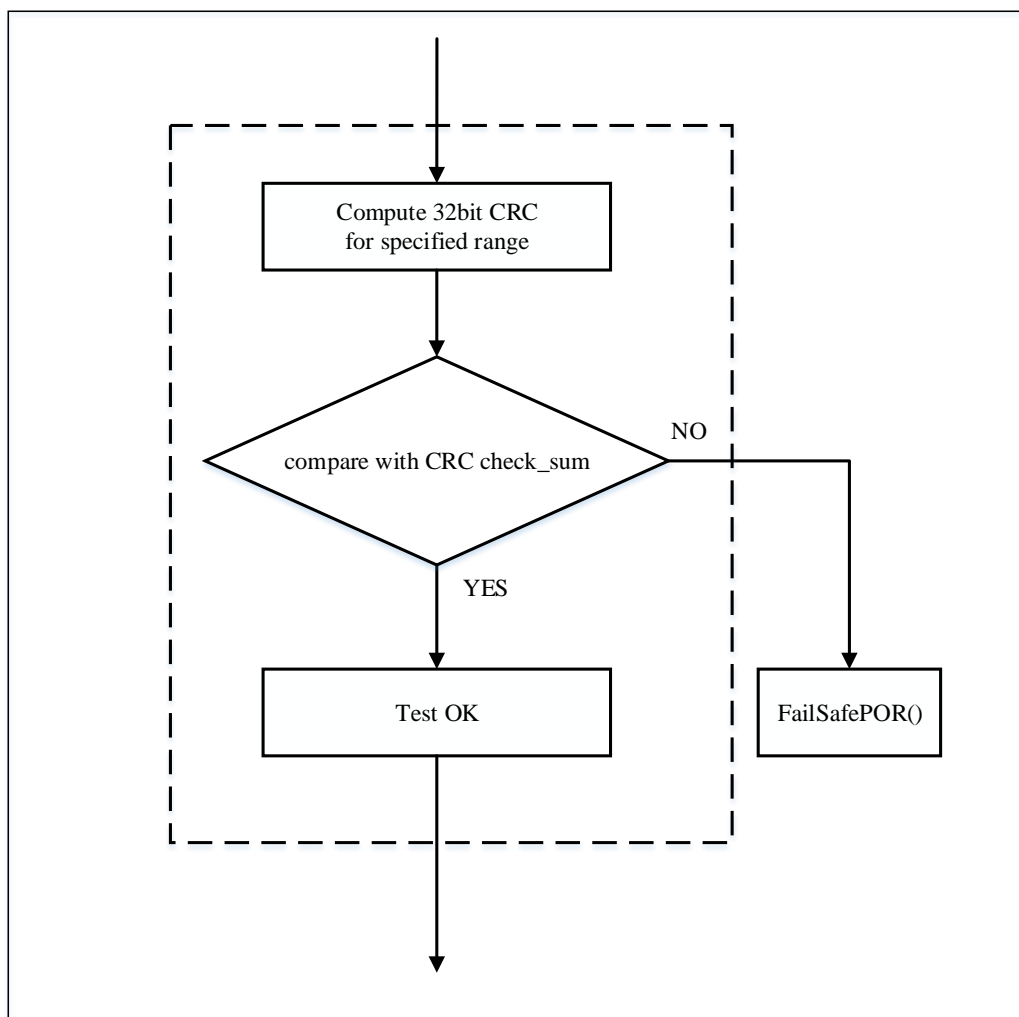 Compute 32bit CRC
for specified range
compare with CRC check_sum
NO
YES
Test OK
FailSafePOR()